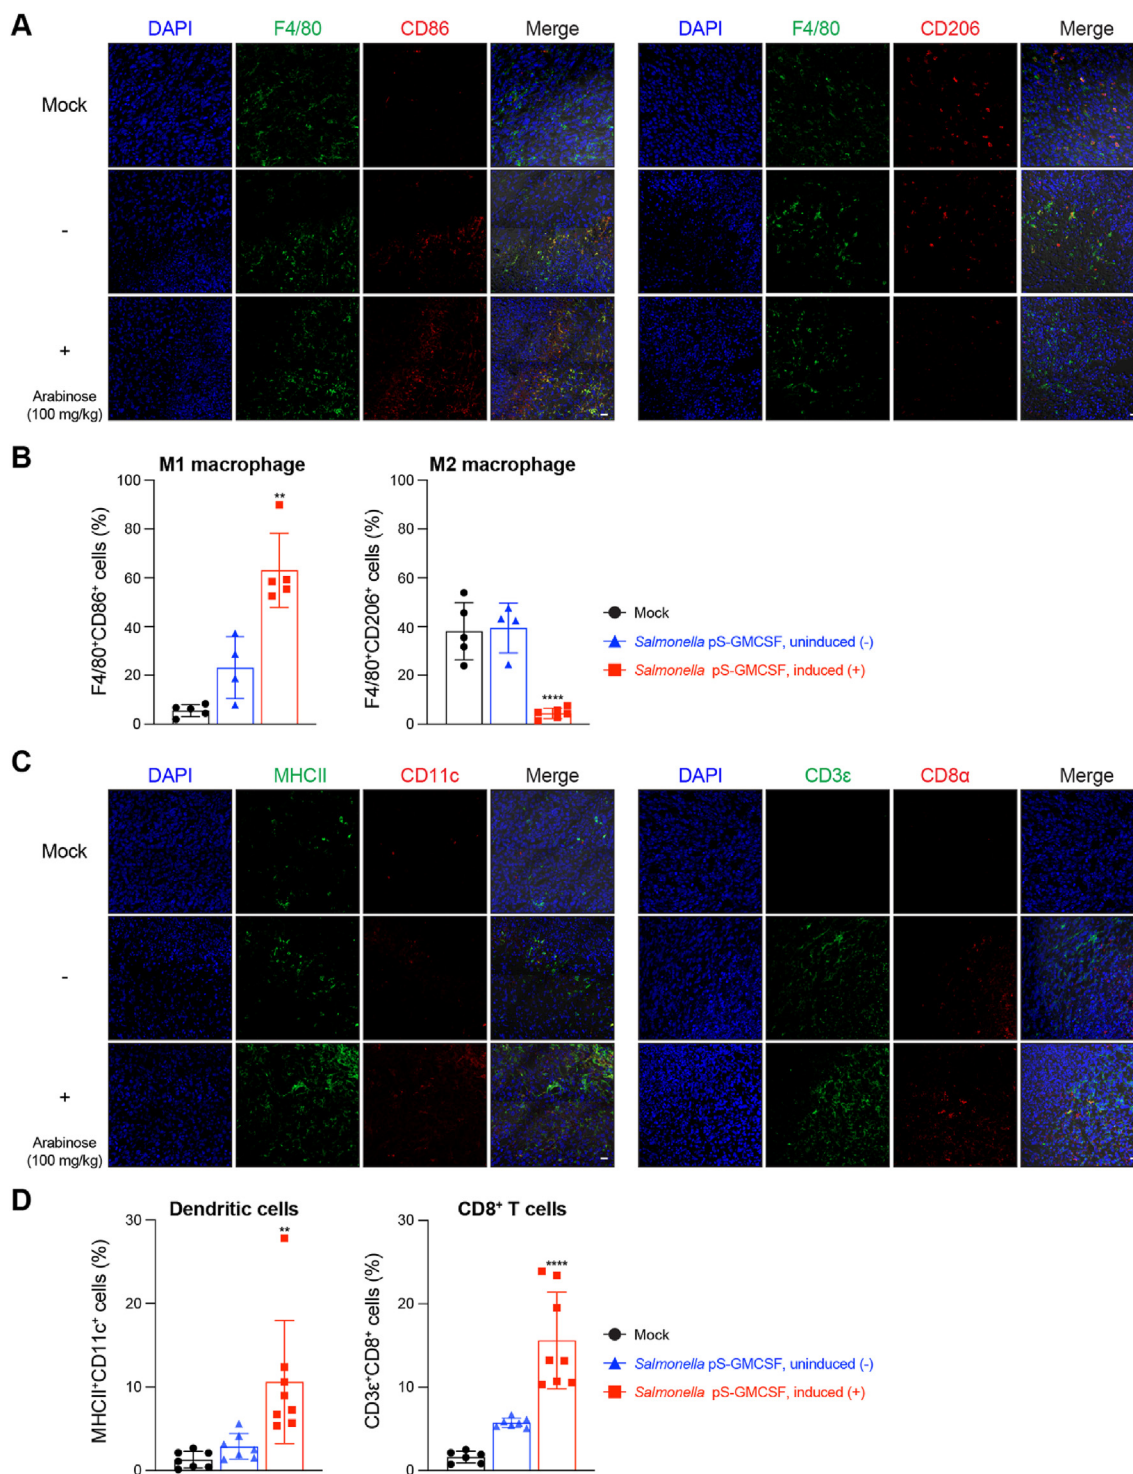 A
DAPI F4/80 CD86 Merge DAPI F4/80 CD206 Merge
Mock
-
+
Arabinose
(100 mg/kg)
B
M1 macrophage M2 macrophage
F4/80⁺CD86⁺ cells (%)
100
80
60
40
20
0
**
F4/80⁺CD206⁺ cells (%)
100
80
60
40
20
0
****
Mock
Salmonella pS-GMCSF, uninduced (-)
Salmonella pS-GMCSF, induced (+)
C
DAPI MHCII CD11c Merge DAPI CD3ε CD8α Merge
Mock
-
+
Arabinose
(100 mg/kg)
D
Dendritic cells CD8⁺ T cells
MHCII⁺CD11c⁺ cells (%)
30
20
10
0
**
CD3ε⁺CD8⁺ cells (%)
30
20
10
0
****
Mock
Salmonella pS-GMCSF, uninduced (-)
Salmonella pS-GMCSF, induced (+)